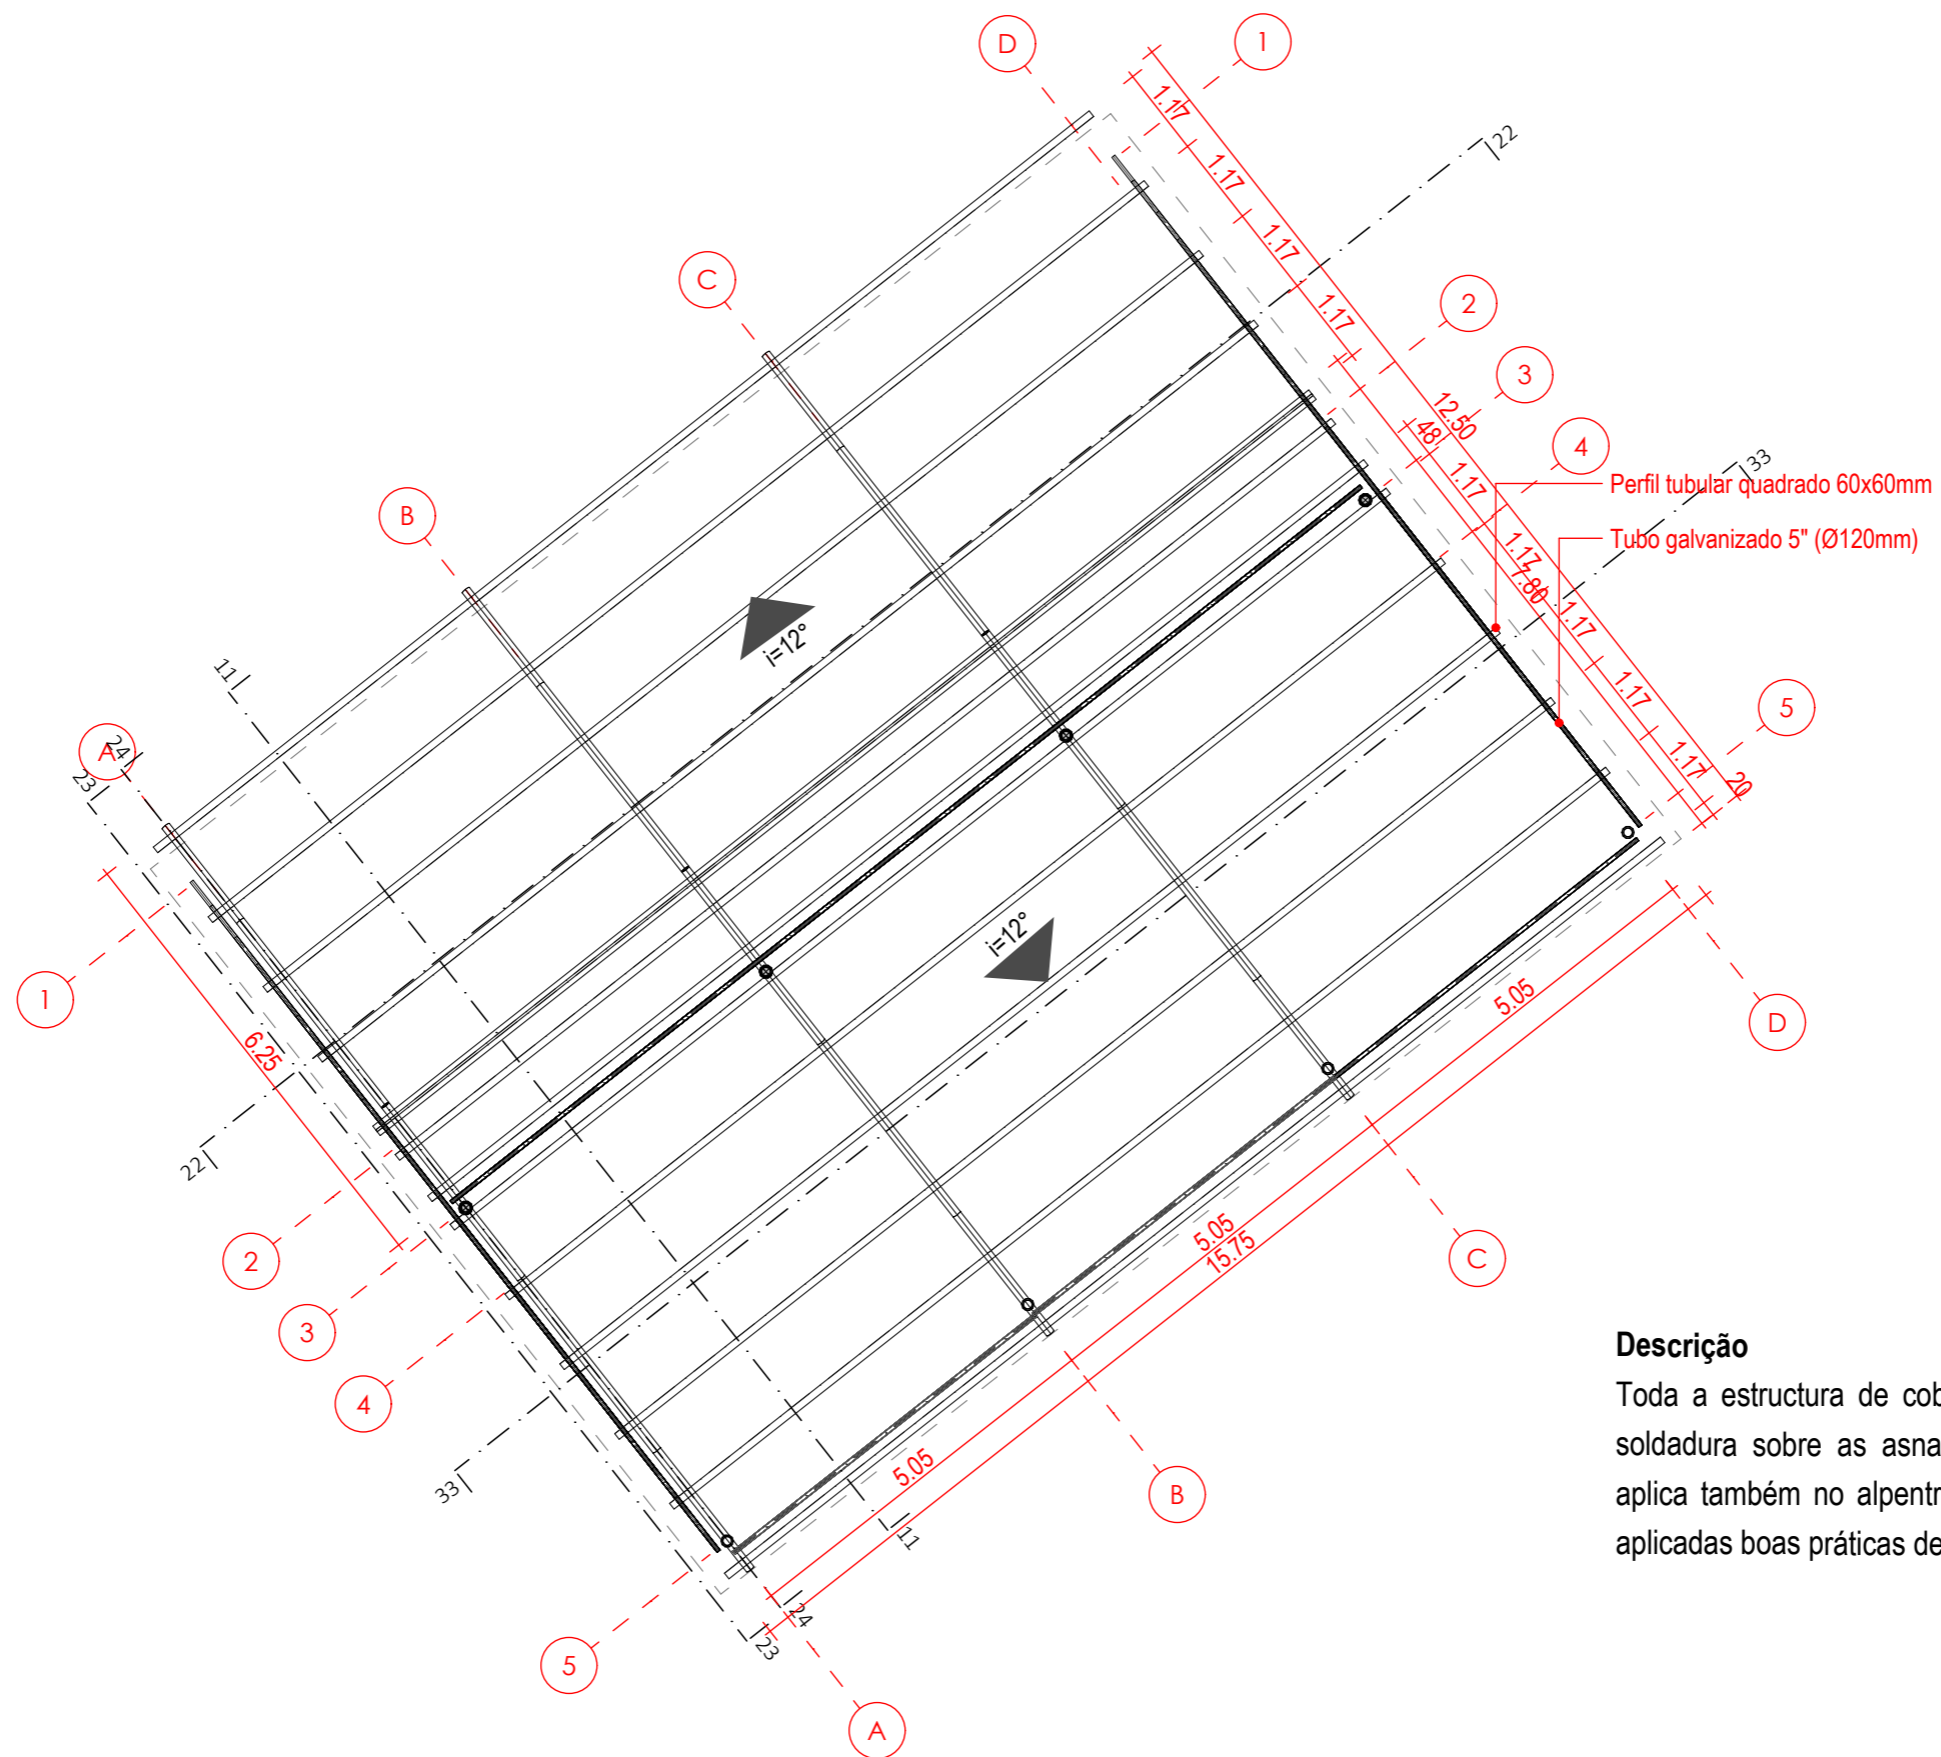 D
1
1.17
1.17
22
1.17
C
1.17
2
3
12.50
48
4
B
1.17
33
Perfil tubular quadrado 60x60mm
Tubo galvanizado 5" (Ø120mm)
1.17
7.80
i=12°
1.17
11
1.17
5
A
24
23
1.17
20
i=12°
1
5.05
D
6.25
22
2
5.05
15.75
C
3
4
Descrição
Toda a estructura de cob
33
5.05
B
soldadura sobre as asna
aplica também no alpentr
11
aplicadas boas práticas de
24
23
5
A